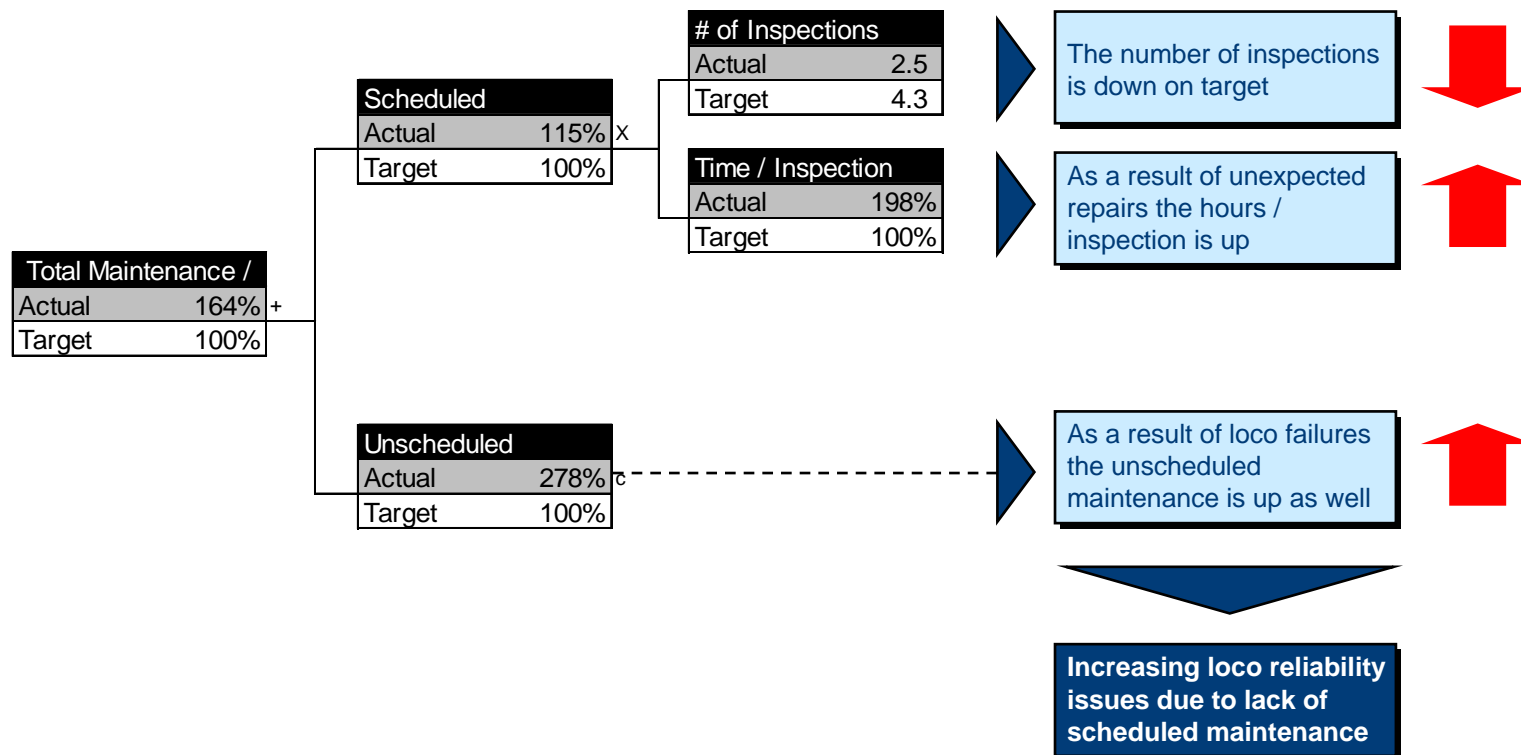 # of Inspections
Actual 2.5
Target 4.3
The number of inspections
is down on target
Scheduled
Actual 115% X
Target 100%
Time / Inspection
Actual 198%
Target 100%
As a result of unexpected
repairs the hours /
inspection is up
Total Maintenance /
Actual 164% +
Target 100%
Unscheduled
Actual 278% c
Target 100%
As a result of loco failures
the unscheduled
maintenance is up as well
Increasing loco reliability
issues due to lack of
scheduled maintenance